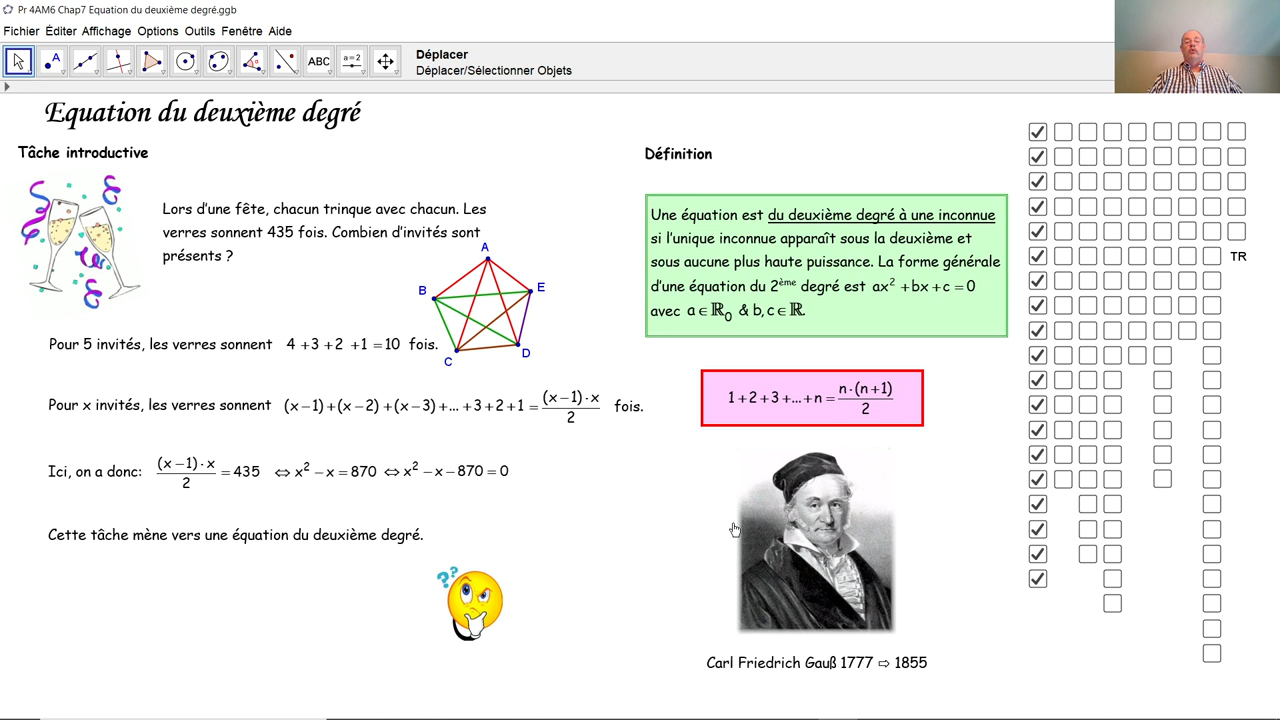 Pr 4AM6 Chap7 Equation du deuxième degré.ggb
Fichier Éditer Affichage Options Outils Fenêtre Aide
A
ABC
a=2
Déplacer
Déplacer/Sélectionner Objets
Equation du deuxième degré
Tâche introductive
Lors d'une fête, chacun trinque avec chacun. Les
verres sonnent 435 fois. Combien d'invités sont
présents ?
A
B
E
C
D
Pour 5 invités, les verres sonnent 4 + 3 + 2 + 1 = 10 fois.
Pour x invités, les verres sonnent (x − 1) + (x − 2) + (x − 3) + ... + 3 + 2 + 1 = (x − 1) · x / 2 fois.
Ici, on a donc: (x − 1) · x / 2 = 435 ⇔ x² − x = 870 ⇔ x² − x − 870 = 0
Cette tâche mène vers une équation du deuxième degré.
??
Définition
Une équation est du deuxième degré à une inconnue
si l'unique inconnue apparaît sous la deuxième et
sous aucune plus haute puissance. La forme générale
d'une équation du 2ème degré est ax² + bx + c = 0
avec a ∈ ℝ₀ & b, c ∈ ℝ.
1 + 2 + 3 + ... + n = n · (n + 1) / 2
Carl Friedrich Gauß 1777 ⇨ 1855
TR